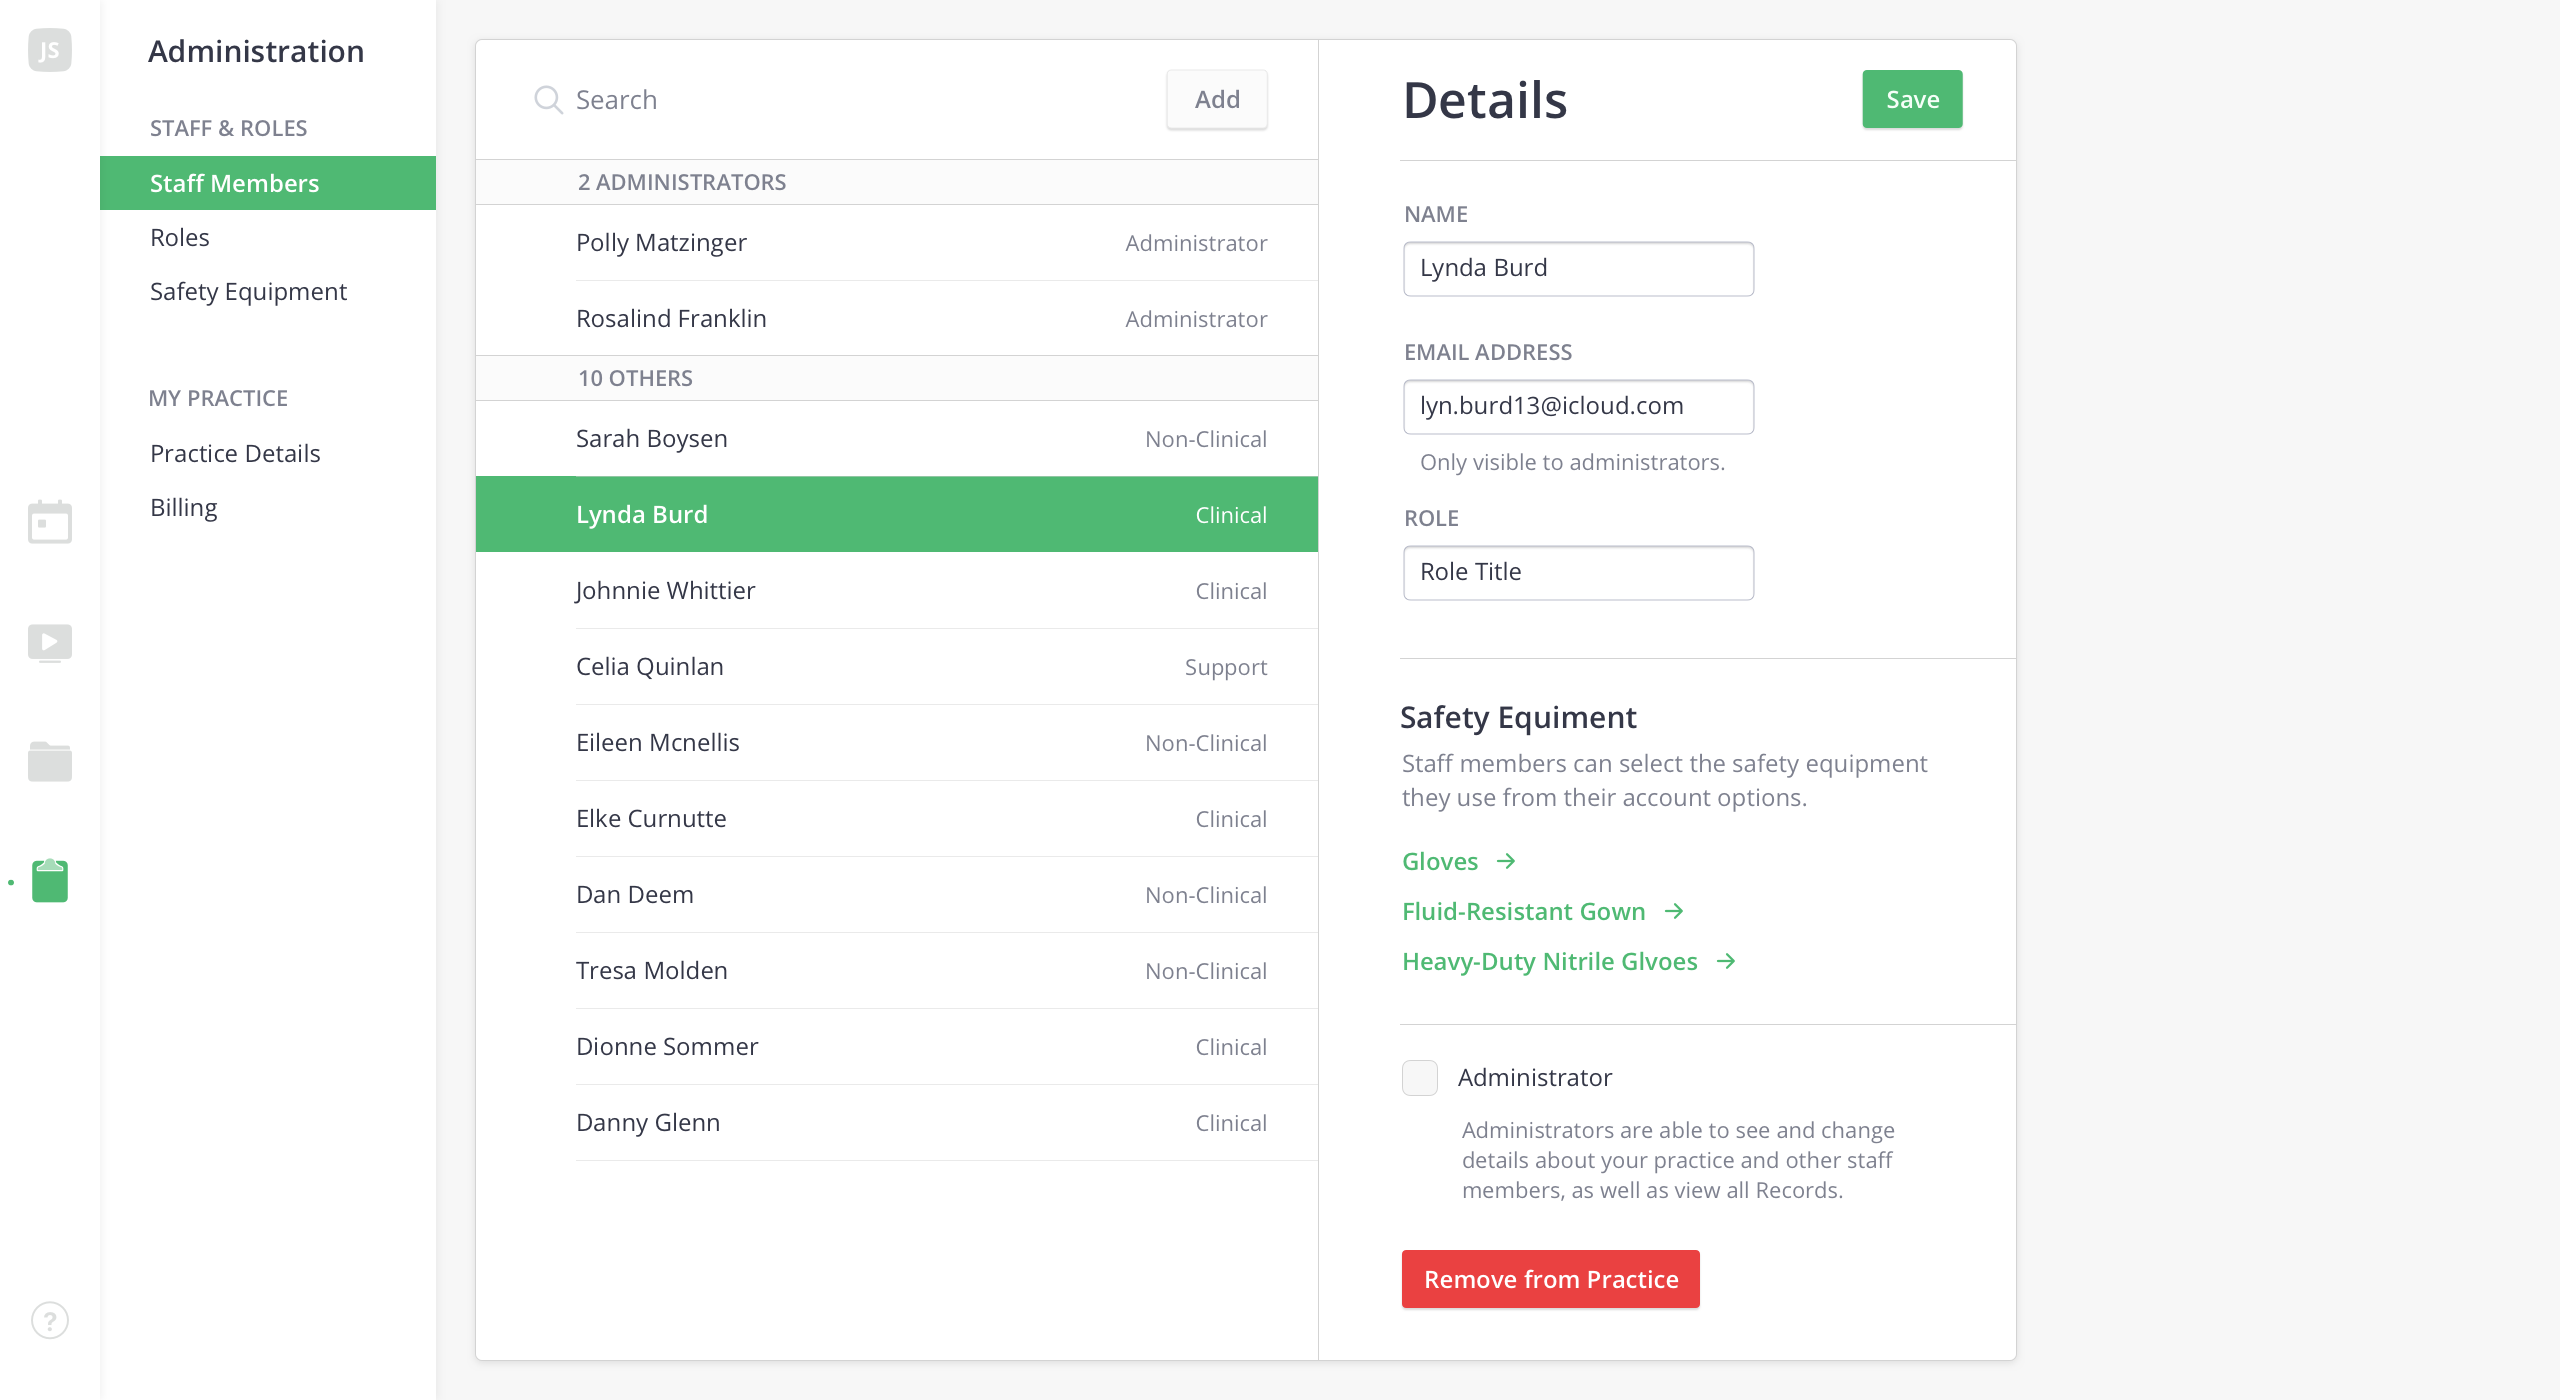 JS
Administration
STAFF & ROLES
Staff Members
Roles
Safety Equipment
MY PRACTICE
Practice Details
Billing
?
Search
Add
2 ADMINISTRATORS
Polly Matzinger Administrator
Rosalind Franklin Administrator
10 OTHERS
Sarah Boysen Non-Clinical
Lynda Burd Clinical
Johnnie Whittier Clinical
Celia Quinlan Support
Eileen Mcnellis Non-Clinical
Elke Curnutte Clinical
Dan Deem Non-Clinical
Tresa Molden Non-Clinical
Dionne Sommer Clinical
Danny Glenn Clinical
Details
Save
NAME
Lynda Burd
EMAIL ADDRESS
lyn.burd13@icloud.com
Only visible to administrators.
ROLE
Role Title
Safety Equiment
Staff members can select the safety equipment
they use from their account options.
Gloves →
Fluid-Resistant Gown →
Heavy-Duty Nitrile Glvoes →
Administrator
Administrators are able to see and change
details about your practice and other staff
members, as well as view all Records.
Remove from Practice